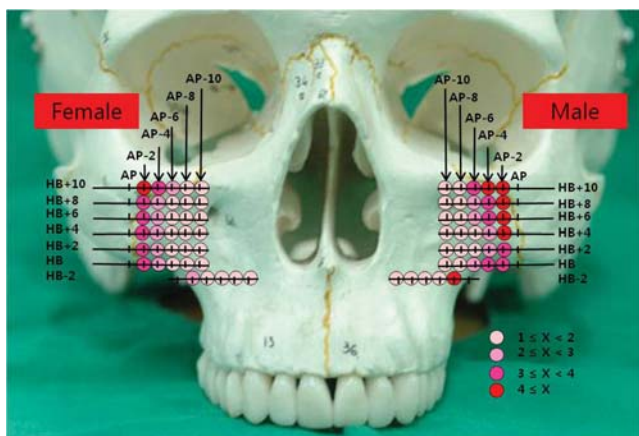 Female
AP-10
AP-8
AP-6
AP-4
AP-2
AP
HB+10
HB+8
HB+6
HB+4
HB+2
HB
HB-2
Male
AP-10
AP-8
AP-6
AP-4
AP-2
AP
HB+10
HB+8
HB+6
HB+4
HB+2
HB
HB-2
13
36
34
1 ≤ X < 2
2 ≤ X < 3
3 ≤ X < 4
4 ≤ X